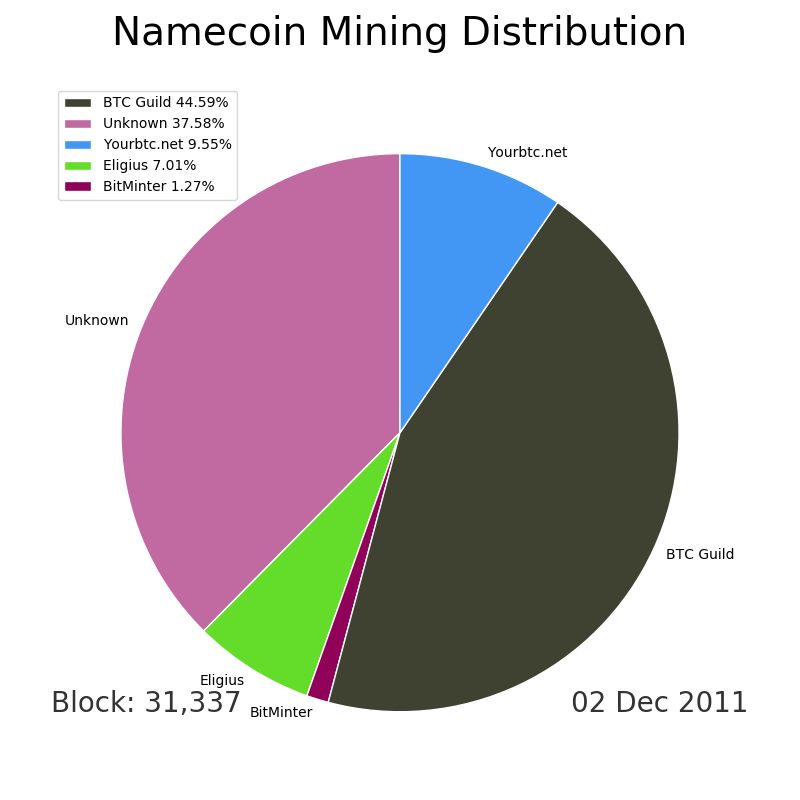 Namecoin Mining Distribution
BTC Guild 44.59%
Unknown 37.58%
Yourbtc.net 9.55%
Eligius 7.01%
BitMinter 1.27%
Yourbtc.net
Unknown
BTC Guild
Eligius
BitMinter
Block: 31,337
02 Dec 2011